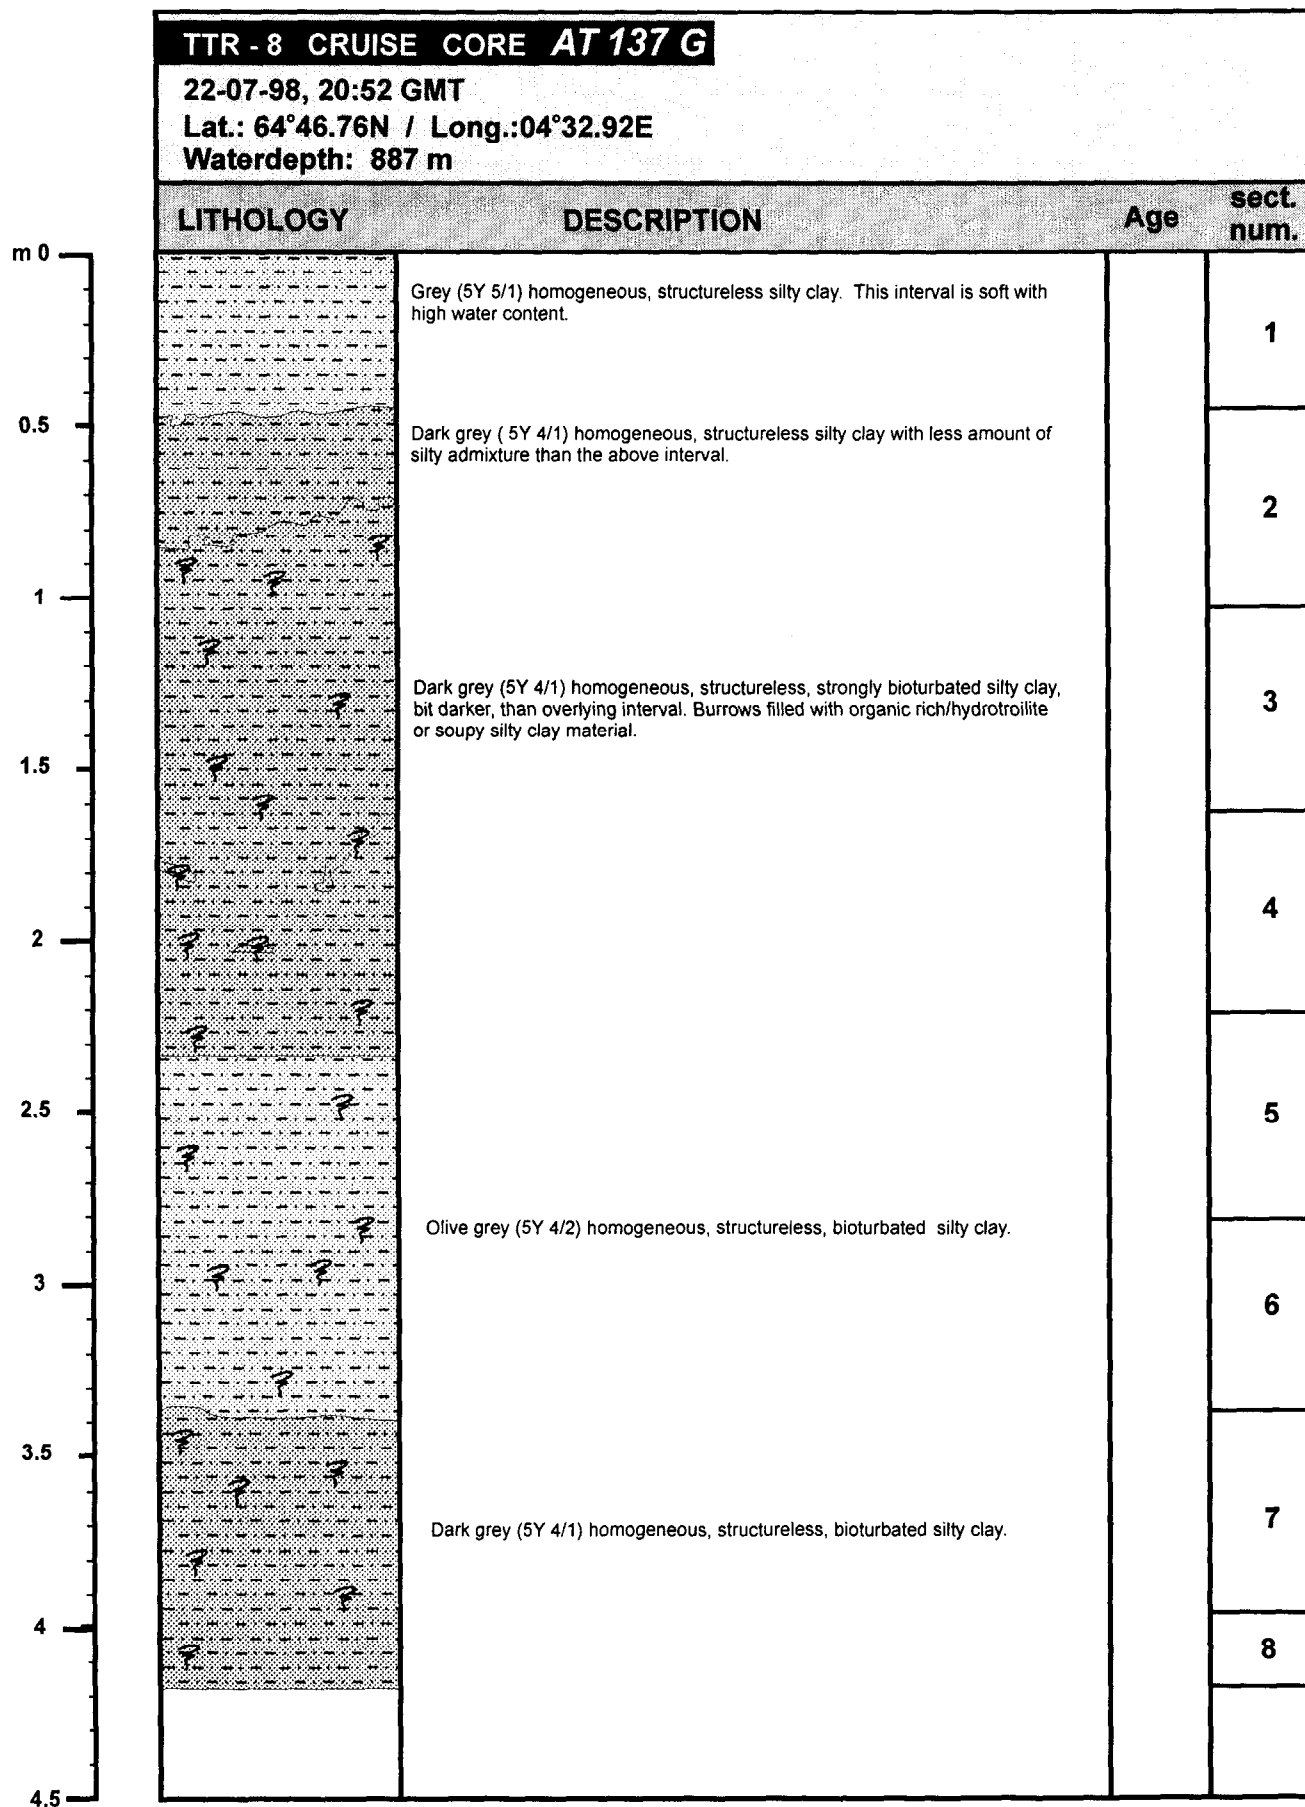 TTR - 8 CRUISE CORE AT 137 G
22-07-98, 20:52 GMT
Lat.: 64°46.76N / Long.:04°32.92E
Waterdepth: 887 m
LITHOLOGY DESCRIPTION Age sect. num.
m 0
Grey (5Y 5/1) homogeneous, structureless silty clay. This interval is soft with
high water content.
1
0.5
Dark grey ( 5Y 4/1) homogeneous, structureless silty clay with less amount of
silty admixture than the above interval.
2
1
Dark grey (5Y 4/1) homogeneous, structureless, strongly bioturbated silty clay,
bit darker, than overlying interval. Burrows filled with organic rich/hydrotroilite
or soupy silty clay material.
3
1.5
4
2
2.5
5
Olive grey (5Y 4/2) homogeneous, structureless, bioturbated silty clay.
3
6
3.5
7
Dark grey (5Y 4/1) homogeneous, structureless, bioturbated silty clay.
4
8
4.5